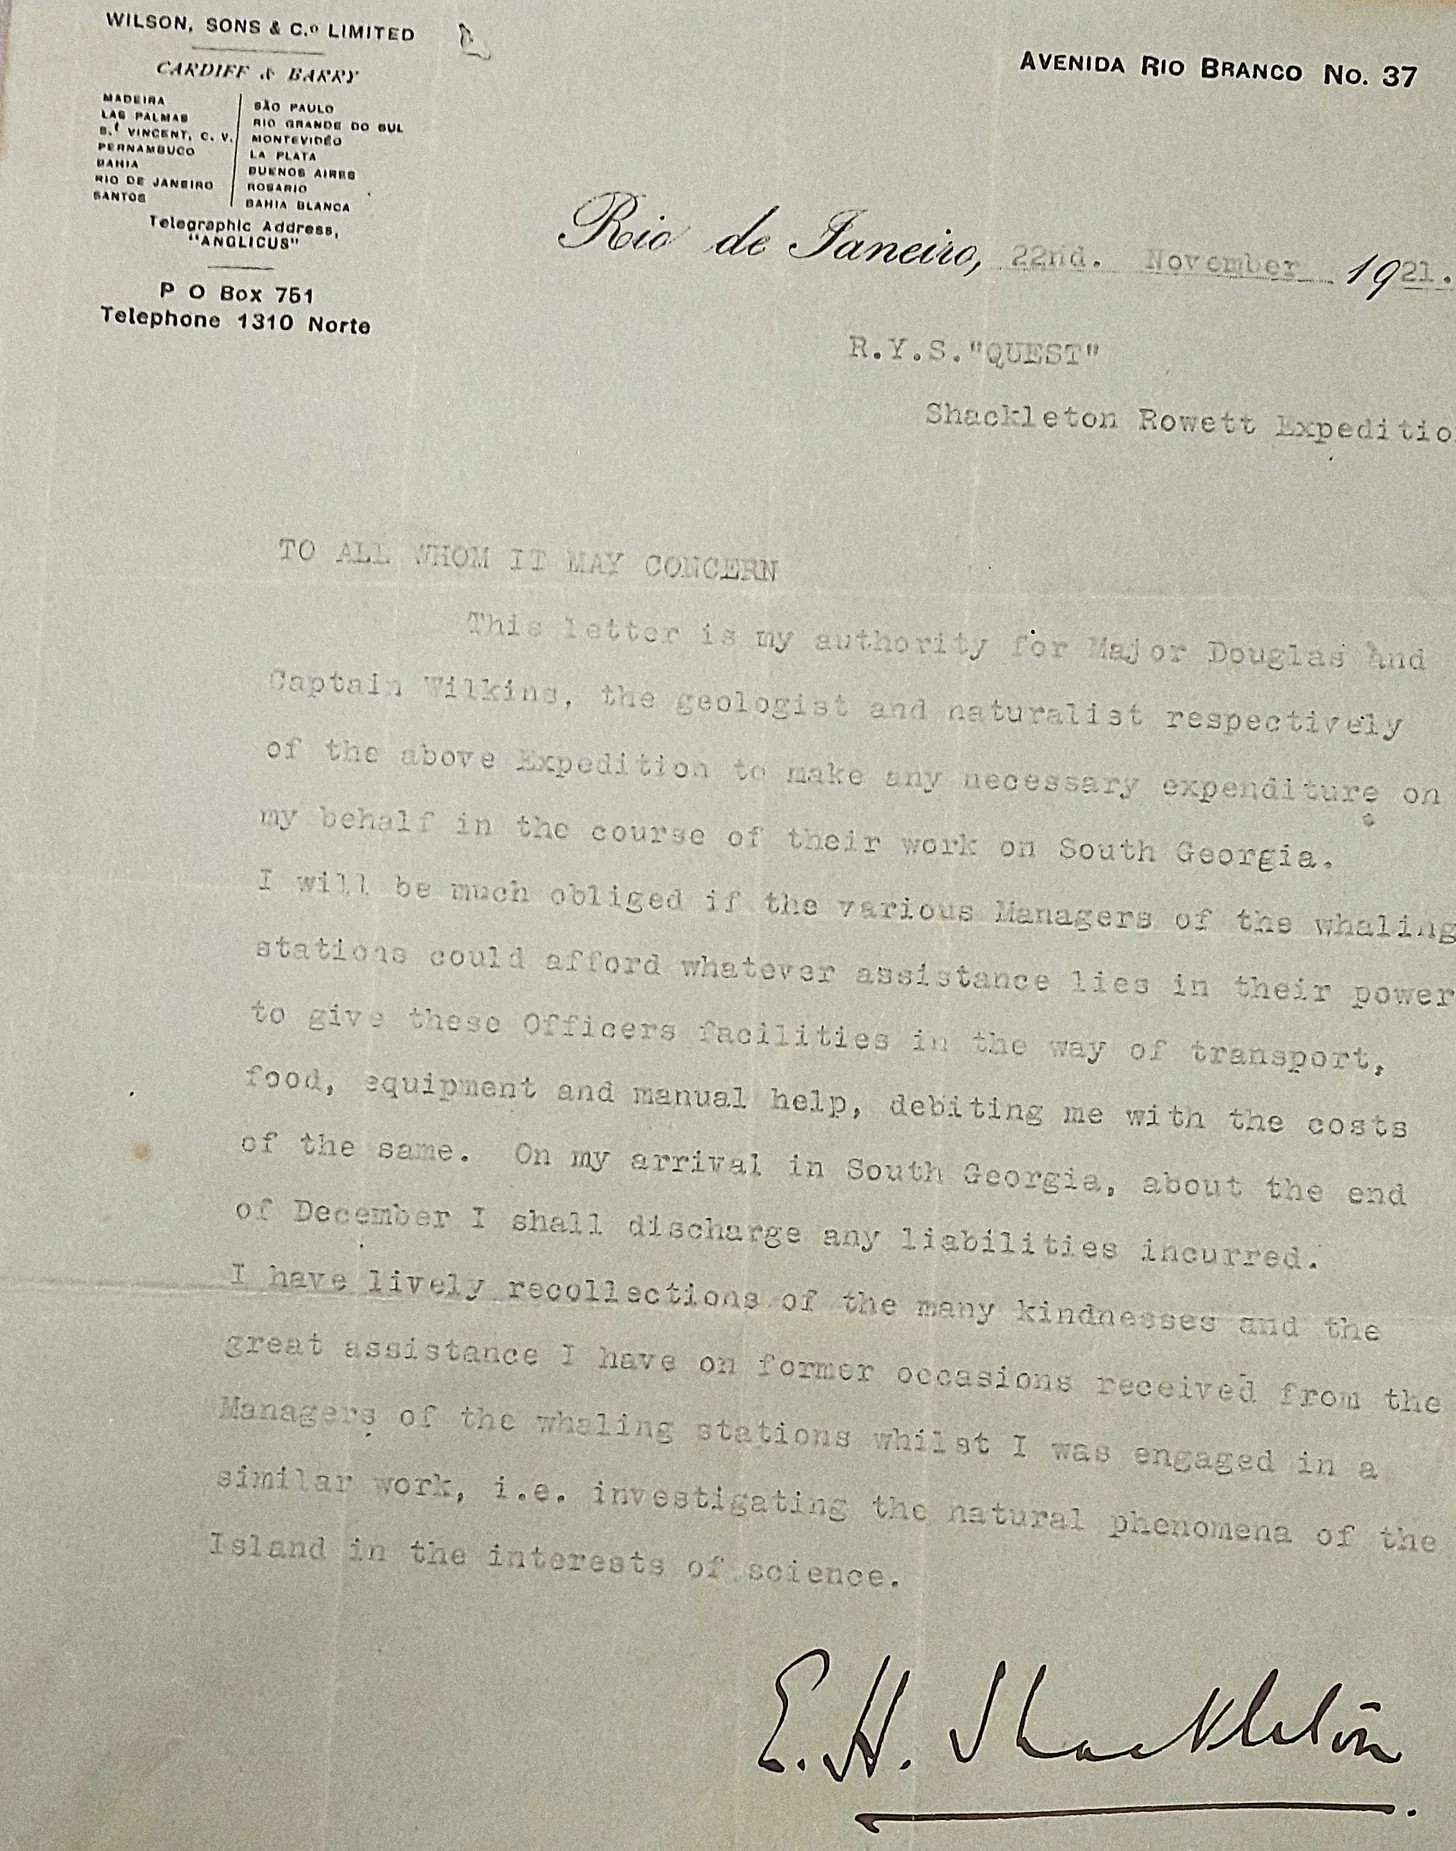 WILSON, SONS & C.º LIMITED
CARDIFF & BARRY
MADEIRA
LAS PALMAS
S.t VINCENT, C. V.
PERNAMBUCO
BAHIA
RIO DE JANEIRO
SANTOS
SÃO PAULO
RIO GRANDE DO SUL
MONTEVIDÉO
LA PLATA
BUENOS AIRES
ROSARIO
BAHIA BLANCA
Telegraphic Address,
"ANGLICUS"
P O Box 751
Telephone 1310 Norte
AVENIDA RIO BRANCO No. 37
Rio de Janeiro, 22nd. November 1921.
R.Y.S."QUEST"
Shackleton Rowett Expeditio
TO ALL WHOM IT MAY CONCERN
This letter is my authority for Major Douglas and
Captain Wilkins, the geologist and naturalist respectively
of the above Expedition to make any necessary expenditure on
my behalf in the course of their work on South Georgia.
I will be much obliged if the various Managers of the whaling
stations could afford whatever assistance lies in their power
to give these Officers facilities in the way of transport,
food, equipment and manual help, debiting me with the costs
of the same. On my arrival in South Georgia, about the end
of December I shall discharge any liabilities incurred.
I have lively recollections of the many kindnesses and the
great assistance I have on former occasions received from the
Managers of the whaling stations whilst I was engaged in a
similar work, i.e. investigating the natural phenomena of the
Island in the interests of science.
E. H. Shackleton